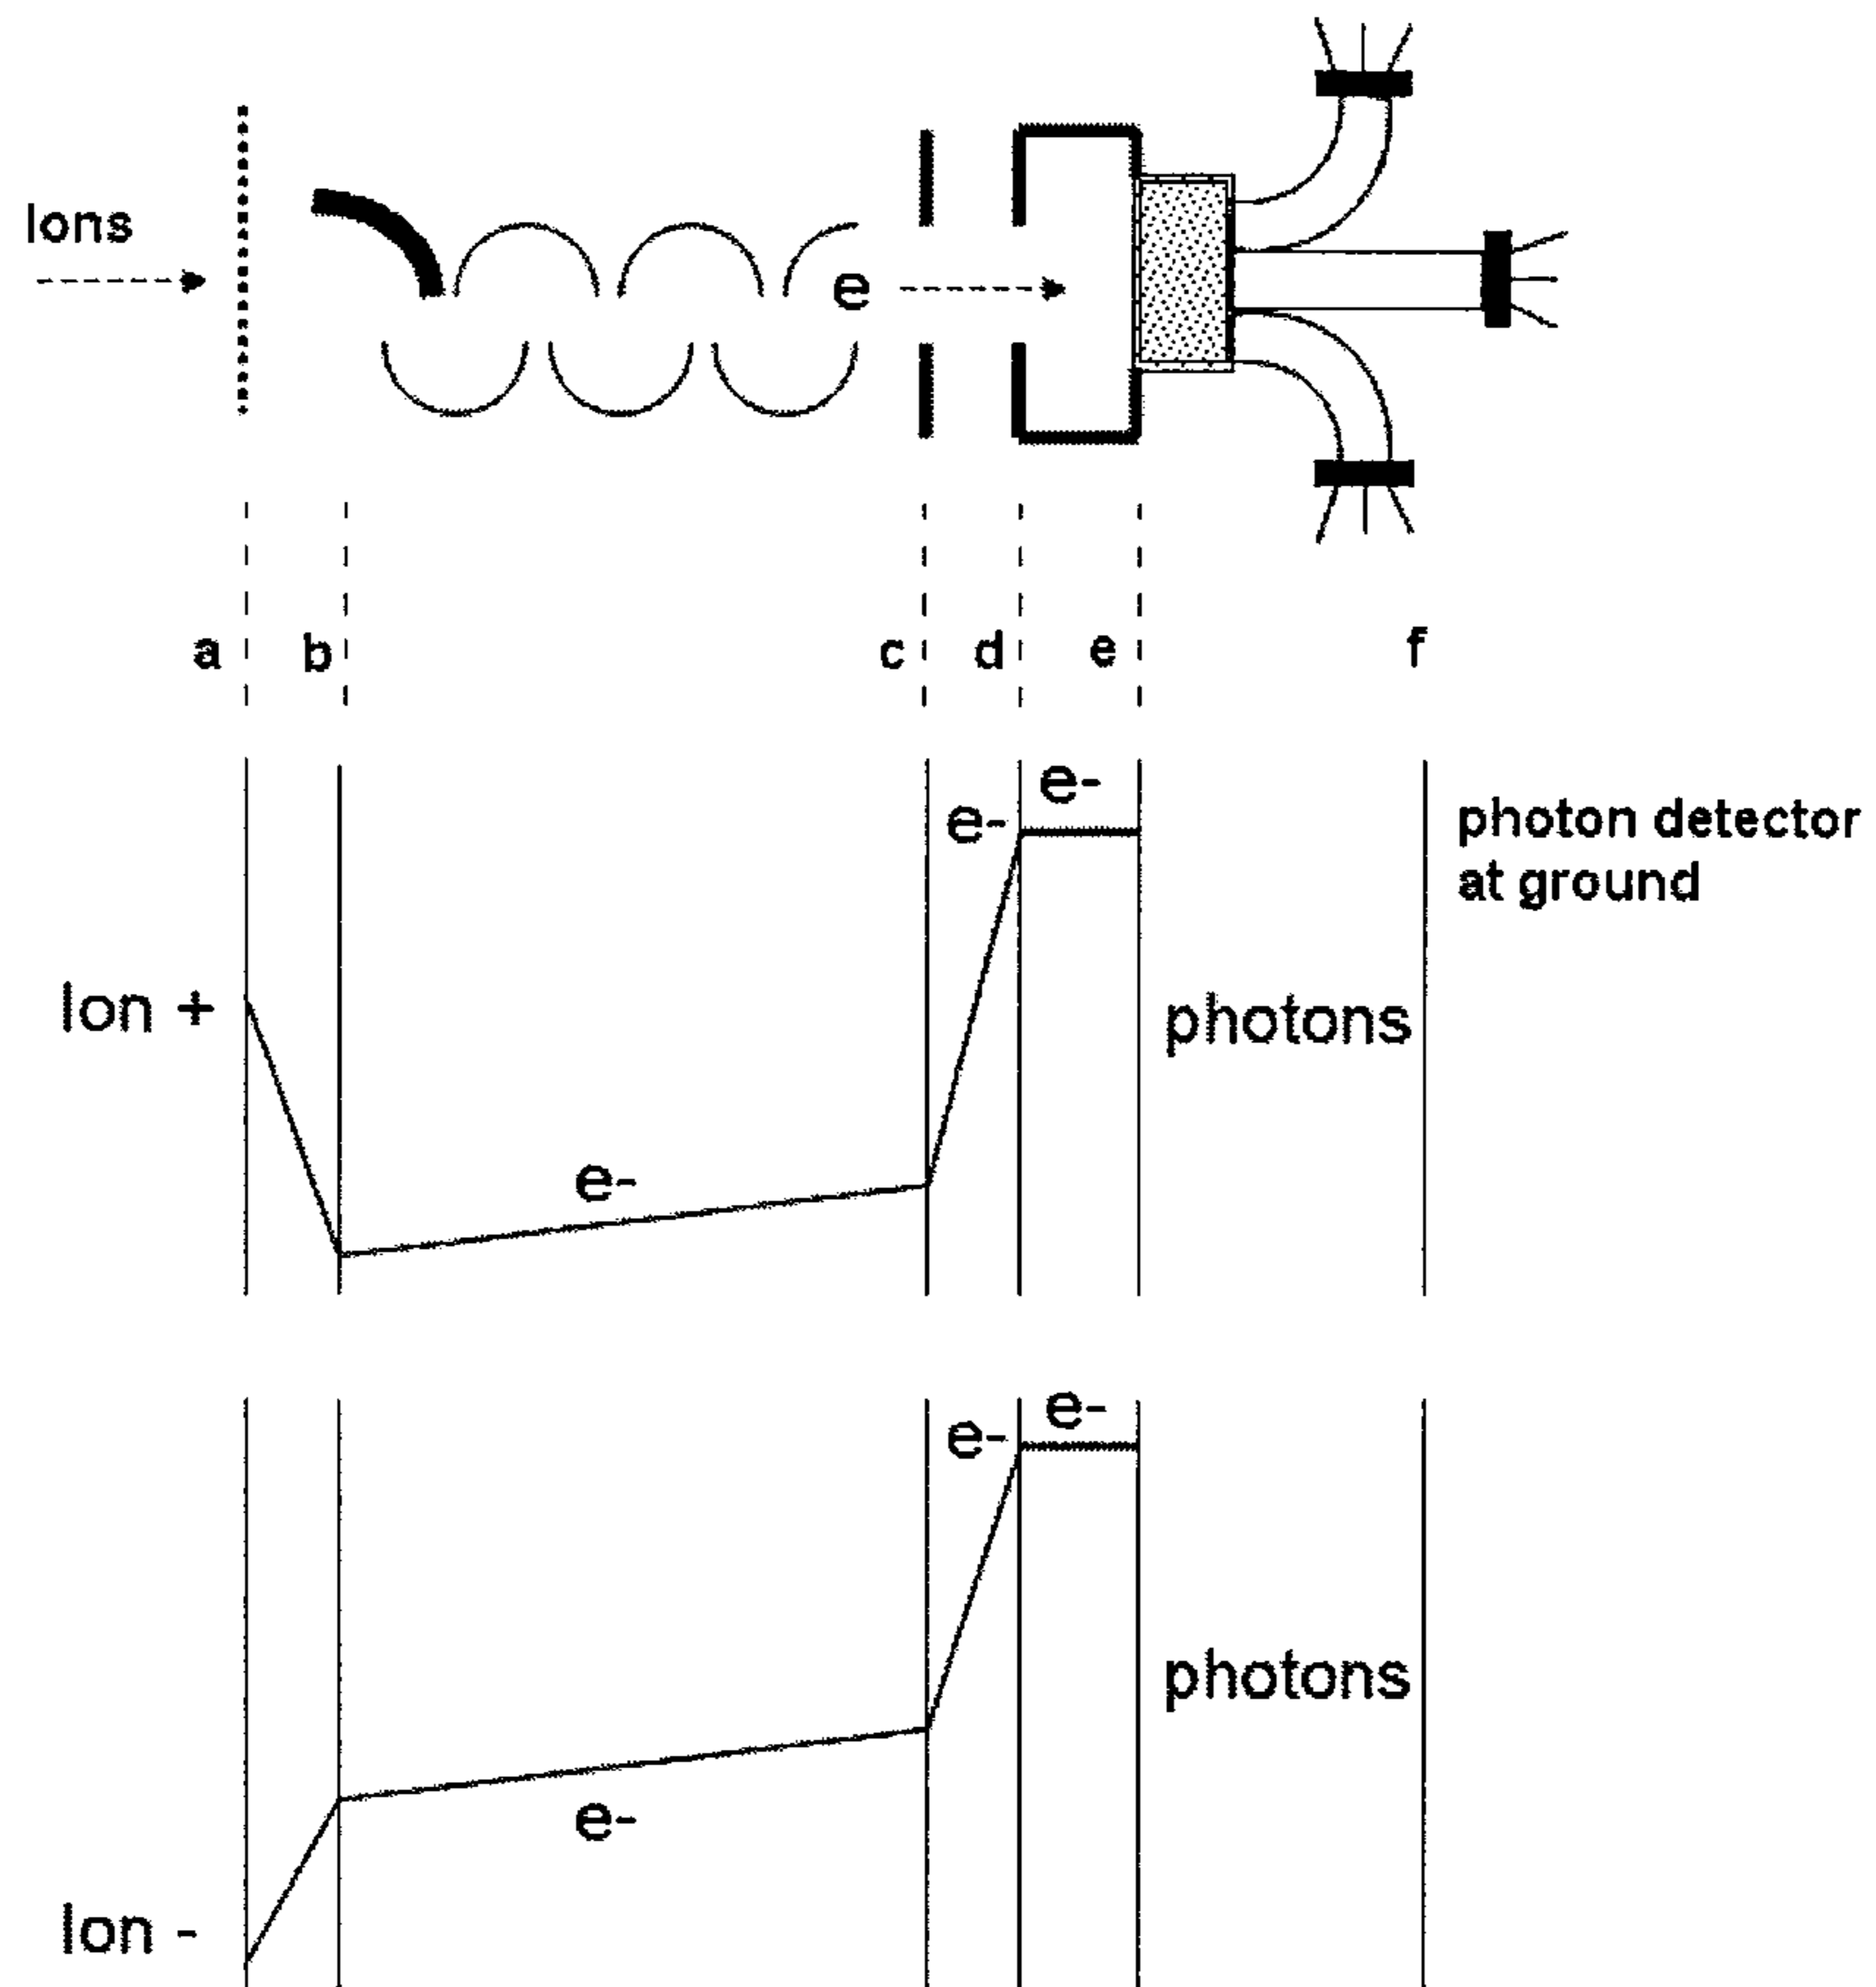 Ions
e
a b c d e f
e-
e-
photon detector
at ground
Ion +
photons
e-
e-
e-
photons
e-
Ion -